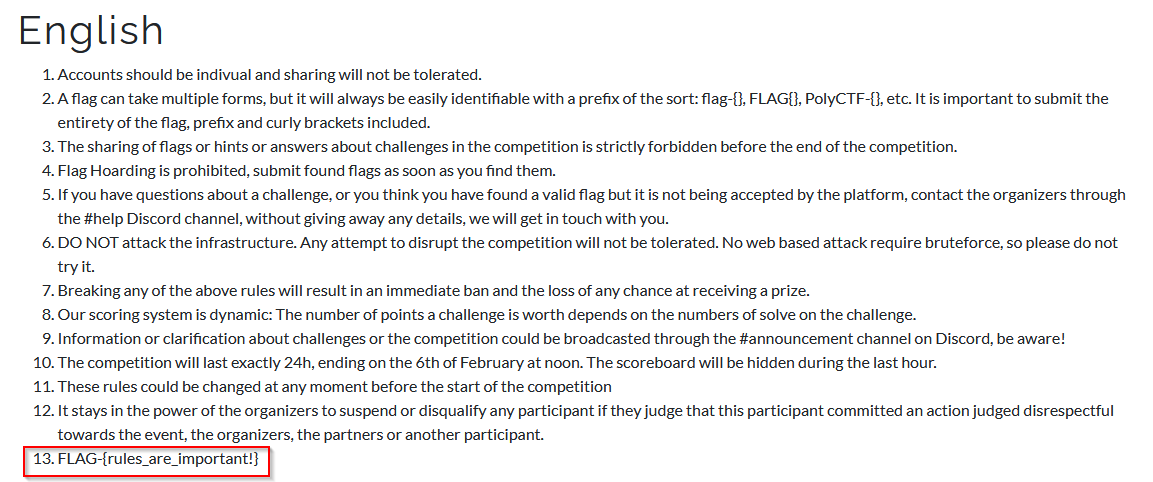 English
1. Accounts should be indivual and sharing will not be tolerated.
2. A flag can take multiple forms, but it will always be easily identifiable with a prefix of the sort: flag-{}, FLAG{}, PolyCTF-{}, etc. It is important to submit the
entirety of the flag, prefix and curly brackets included.
3. The sharing of flags or hints or answers about challenges in the competition is strictly forbidden before the end of the competition.
4. Flag Hoarding is prohibited, submit found flags as soon as you find them.
5. If you have questions about a challenge, or you think you have found a valid flag but it is not being accepted by the platform, contact the organizers through
the #help Discord channel, without giving away any details, we will get in touch with you.
6. DO NOT attack the infrastructure. Any attempt to disrupt the competition will not be tolerated. No web based attack require bruteforce, so please do not
try it.
7. Breaking any of the above rules will result in an immediate ban and the loss of any chance at receiving a prize.
8. Our scoring system is dynamic: The number of points a challenge is worth depends on the numbers of solve on the challenge.
9. Information or clarification about challenges or the competition could be broadcasted through the #announcement channel on Discord, be aware!
10. The competition will last exactly 24h, ending on the 6th of February at noon. The scoreboard will be hidden during the last hour.
11. These rules could be changed at any moment before the start of the competition
12. It stays in the power of the organizers to suspend or disqualify any participant if they judge that this participant committed an action judged disrespectful
towards the event, the organizers, the partners or another participant.
13. FLAG-{rules_are_important!}